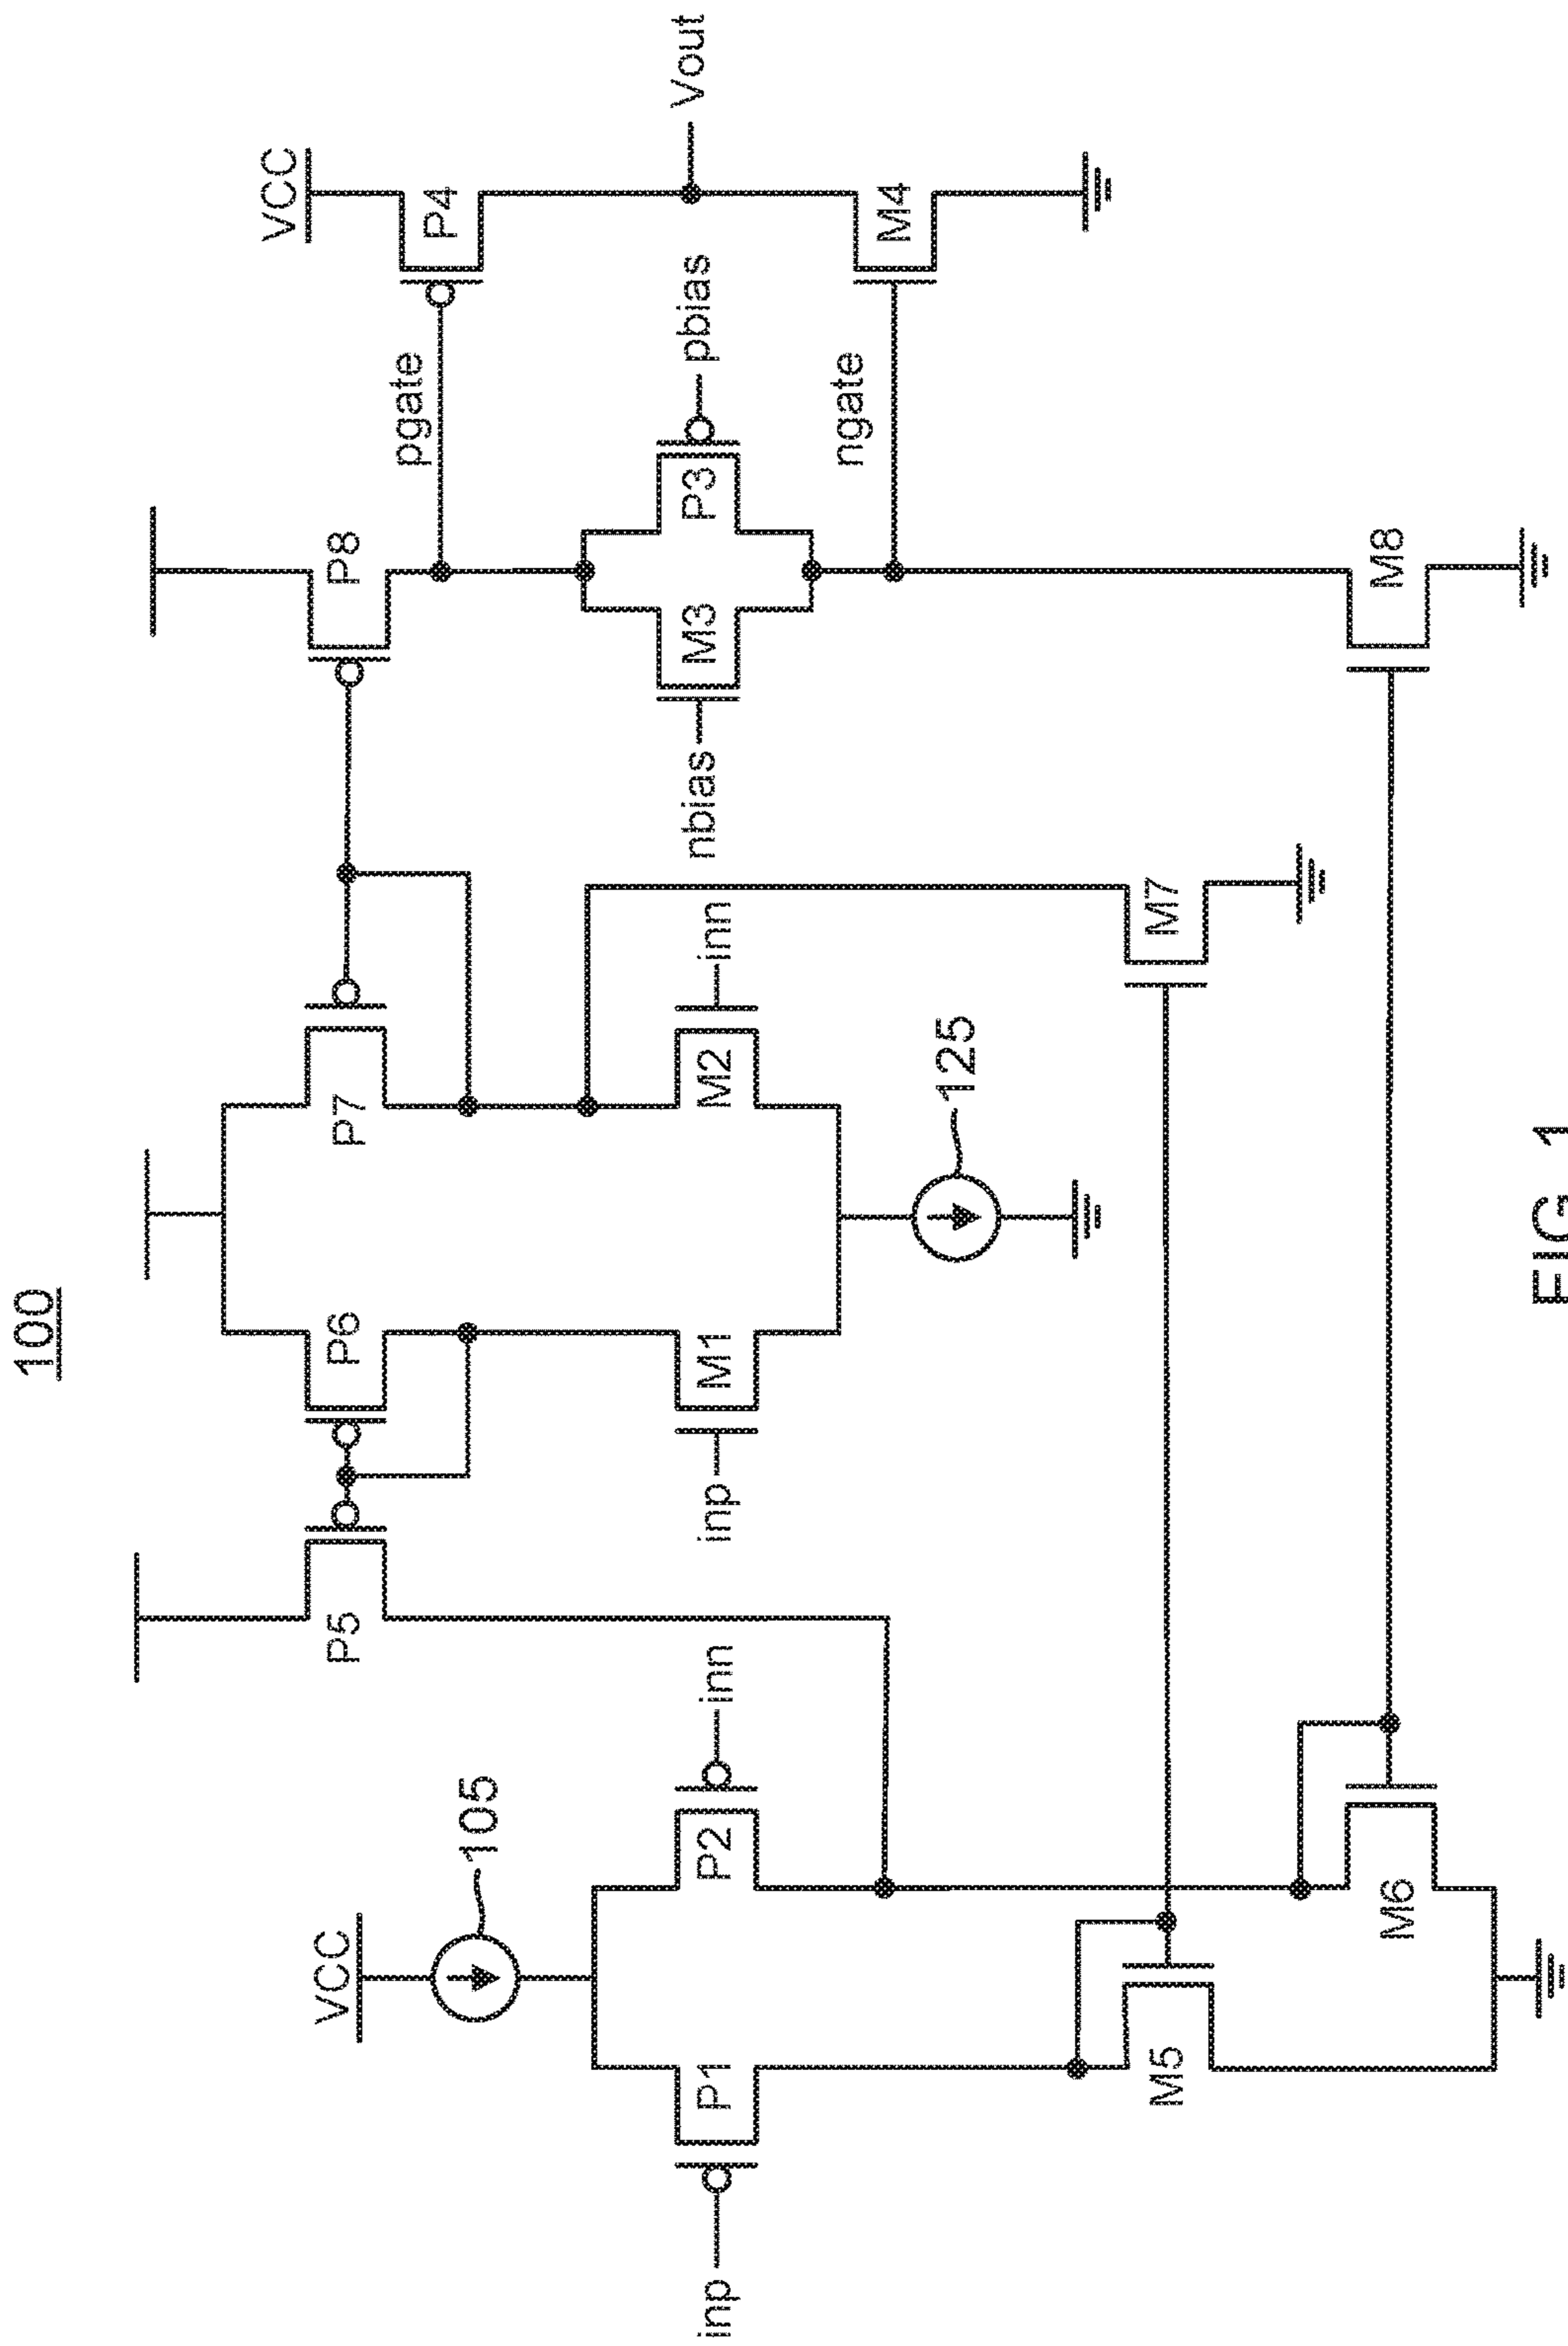 100
VCC
105
inp
P1
P2
inn
M5
M6
P5
P6
P7
inp
M1
M2
inn
125
M7
P8
pgate
nbias
M3
P3
pbias
ngate
M8
VCC
P4
Vout
M4
FIG. 1